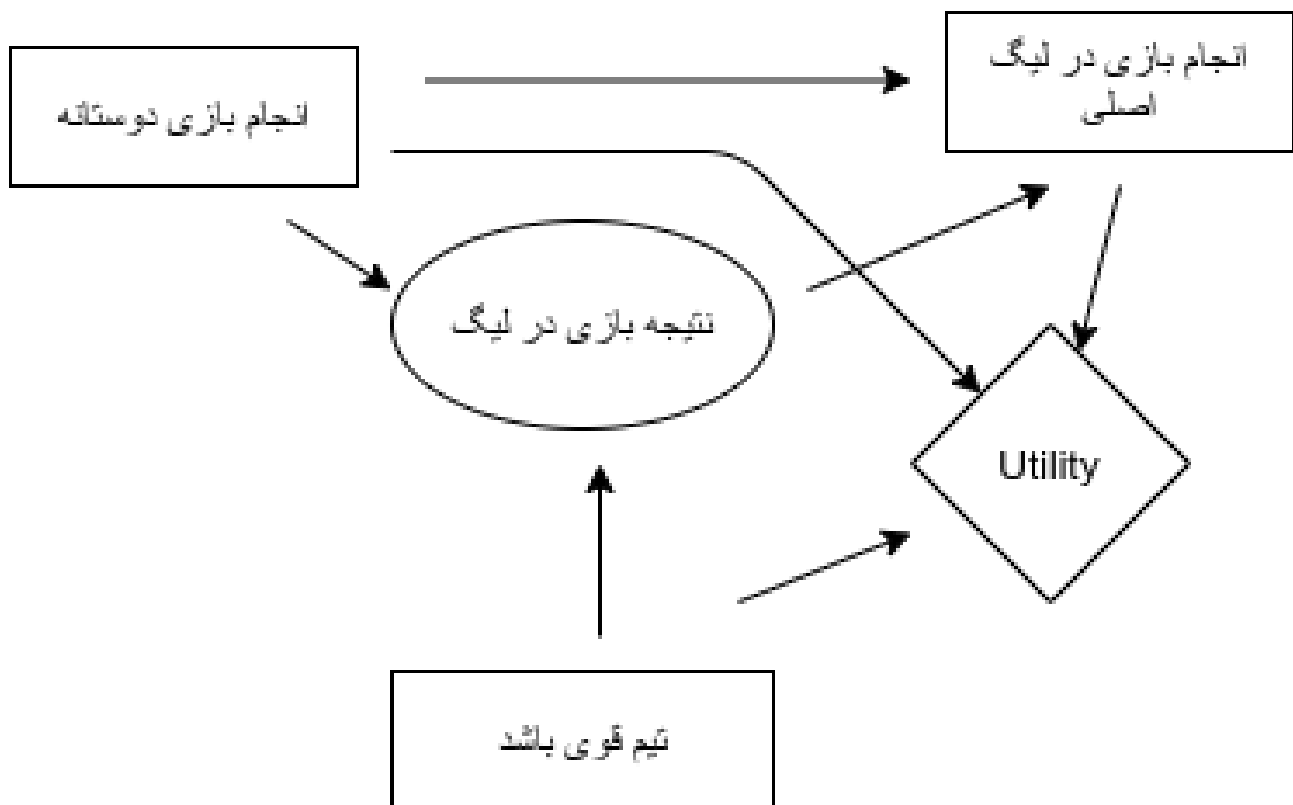 انجام بازی در لیگ
اصلی
انجام بازی دوستانه
نتیجه بازی در لیگ
Utility
تیم قوی باشد